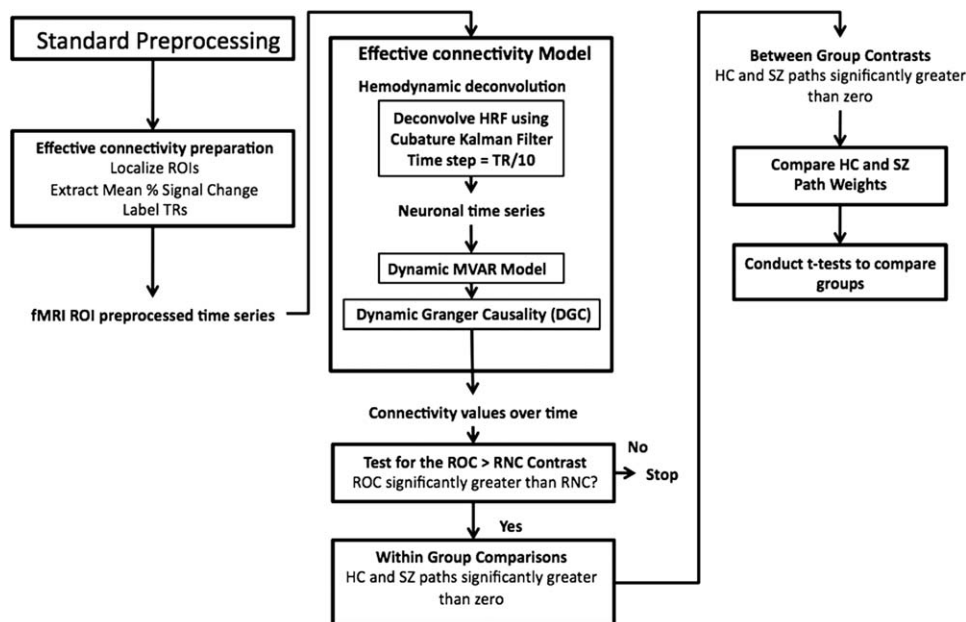 Standard Preprocessing
Effective connectivity preparation
Localize ROIs
Extract Mean % Signal Change
Label TRs
fMRI ROI preprocessed time series
Effective connectivity Model
Hemodynamic deconvolution
Deconvolve HRF using
Cubature Kalman Filter
Time step = TR/10
Neuronal time series
Dynamic MVAR Model
Dynamic Granger Causality (DGC)
Connectivity values over time
Test for the ROC > RNC Contrast
ROC significantly greater than RNC?
No
Stop
Yes
Within Group Comparisons
HC and SZ paths significantly greater
than zero
Between Group Contrasts
HC and SZ paths significantly greater
than zero
Compare HC and SZ
Path Weights
Conduct t-tests to compare
groups